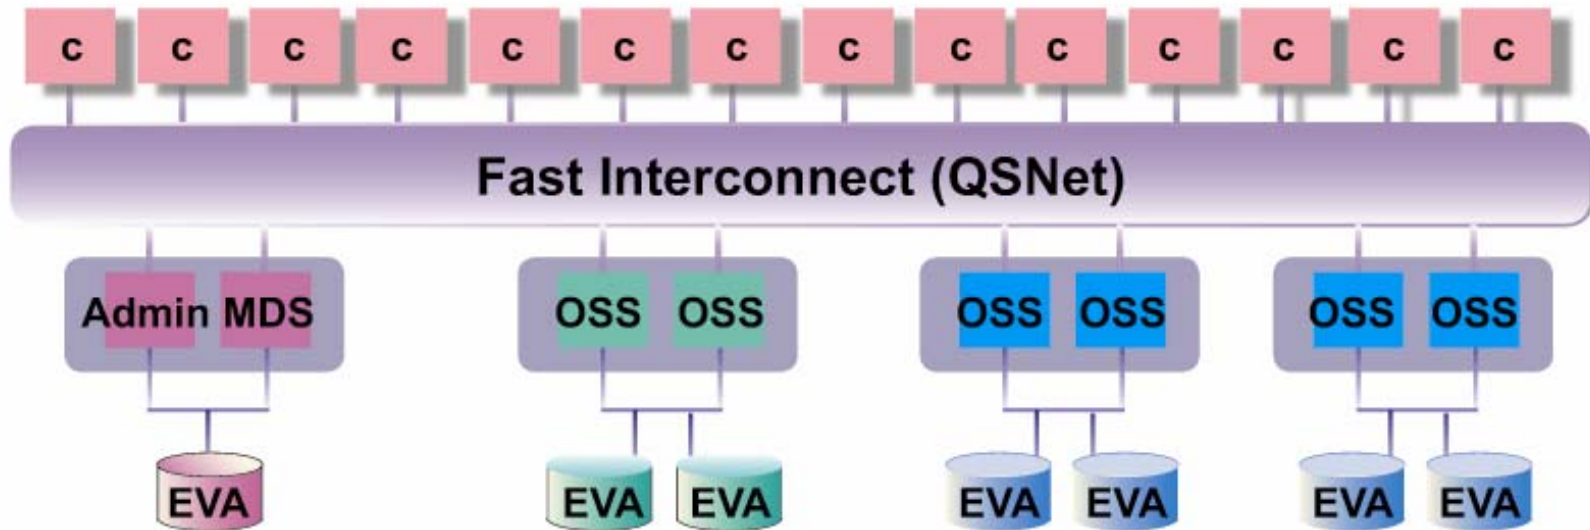 c c c c c c c c c c c c c c
Fast Interconnect (QSNet)
Admin MDS OSS OSS OSS OSS OSS OSS
EVA EVA EVA EVA EVA EVA EVA